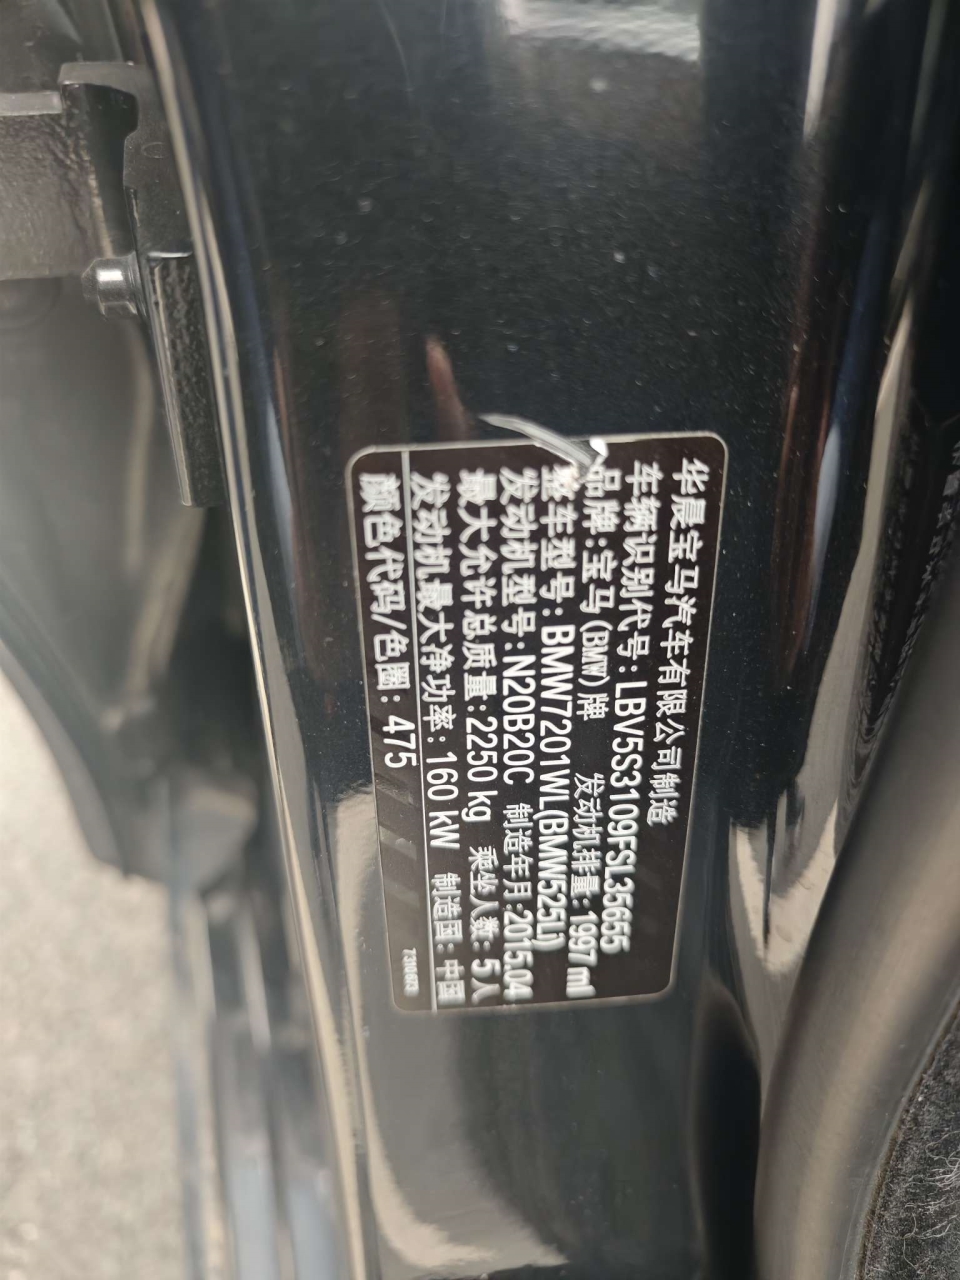 华晨宝马汽车有限公司制造
车辆识别代号：LBV5S3109FSL35655
品牌：宝马(BMW)牌 发动机排量：1997 ml
整车型号：BMW7201WL(BMW525Li)
发动机型号：N20B20C 制造年月：2015.04
最大允许总质量：2250 kg 乘坐人数：5人
发动机最大净功率：160 kW 制造国：中国
颜色代码/色圈：475